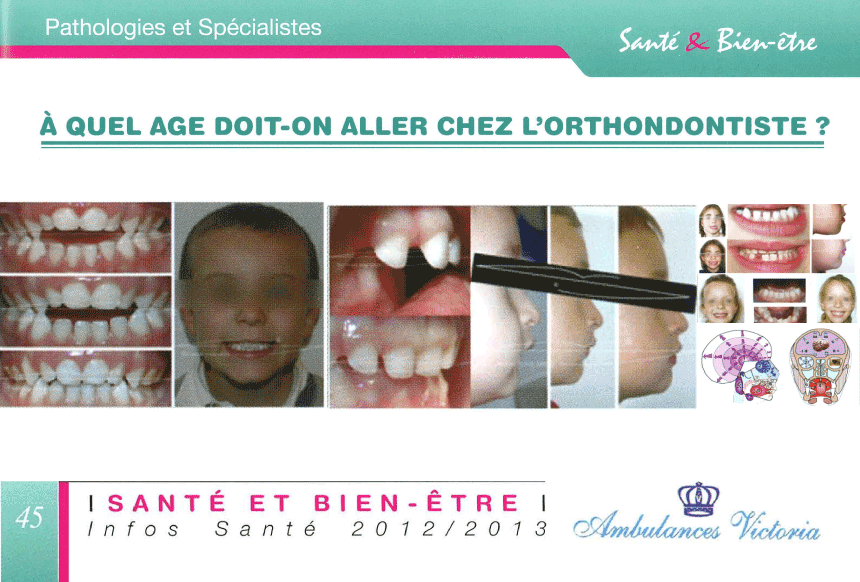 Pathologies et Spécialistes
Santé & Bien-être
À QUEL AGE DOIT-ON ALLER CHEZ L'ORTHONDONTISTE ?
45
| SANTÉ ET BIEN-ÊTRE |
Infos Santé 2012/2013
Ambulances Victoria